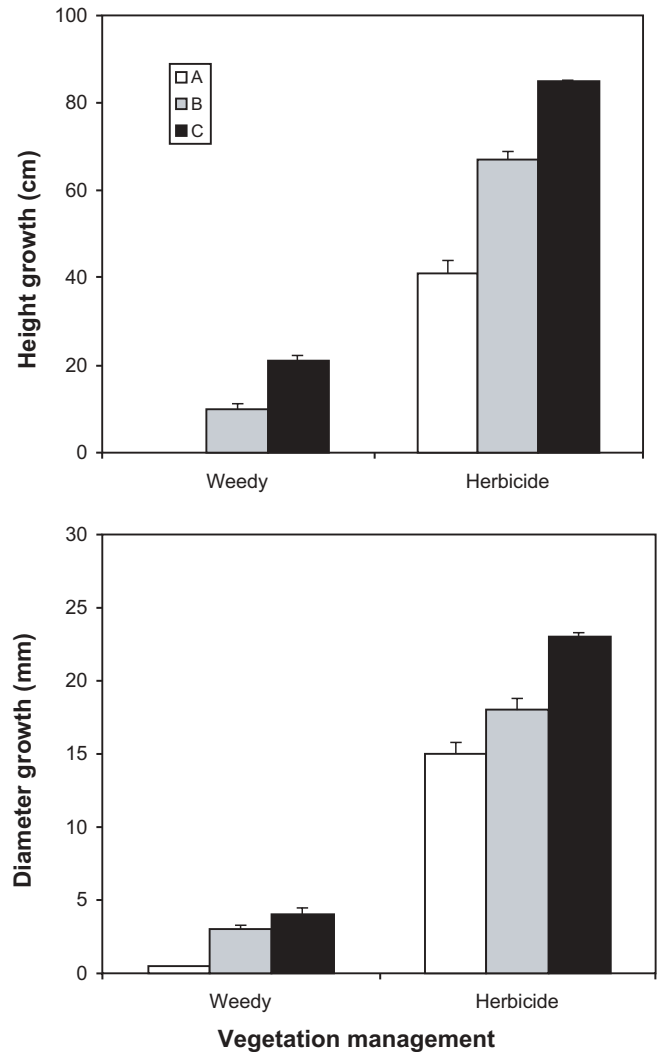 Height growth (cm)
100
80
60
40
20
0
A
B
C
Weedy Herbicide
Diameter growth (mm)
30
25
20
15
10
5
0
Weedy Herbicide
Vegetation management